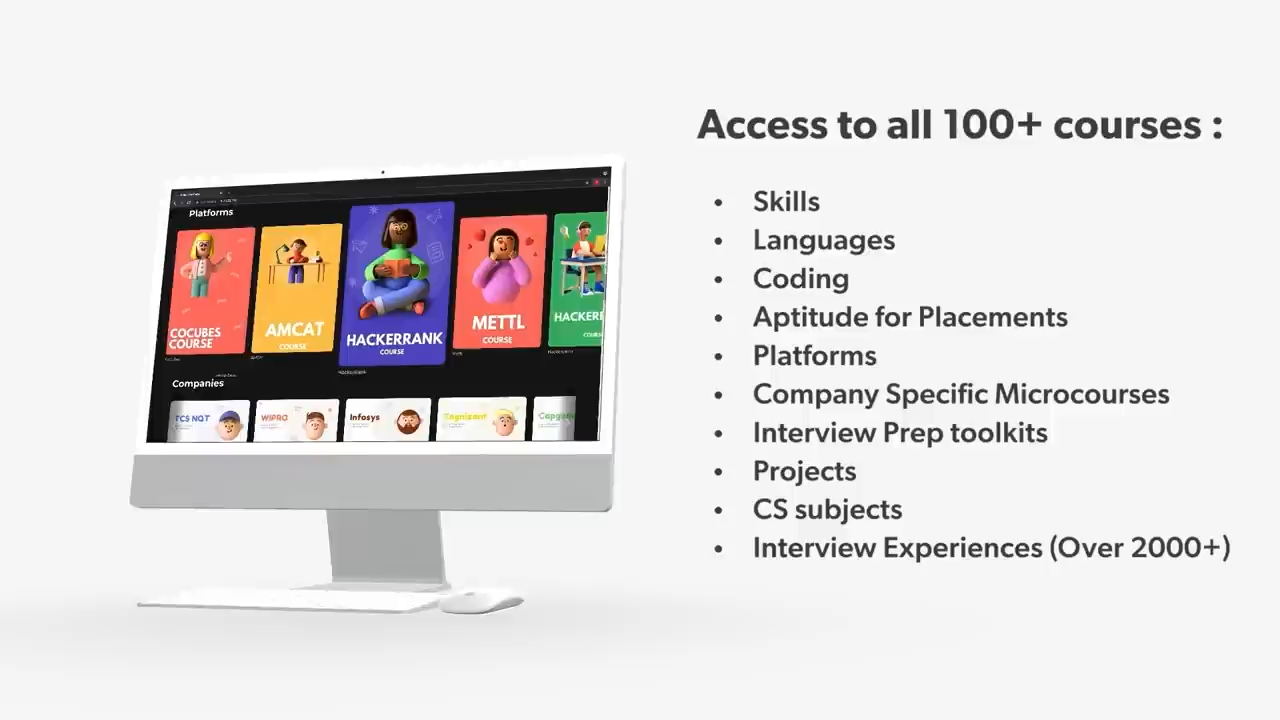 Access to all 100+ courses :
• Skills
• Languages
• Coding
• Aptitude for Placements
• Platforms
• Company Specific Microcourses
• Interview Prep toolkits
• Projects
• CS subjects
• Interview Experiences (Over 2000+)
Platforms
COCUBES
COURSE
AMCAT
COURSE
HACKERRANK
COURSE
METTL
COURSE
Companies
TCS NQT
WIPRO
Infosys
Cognizant